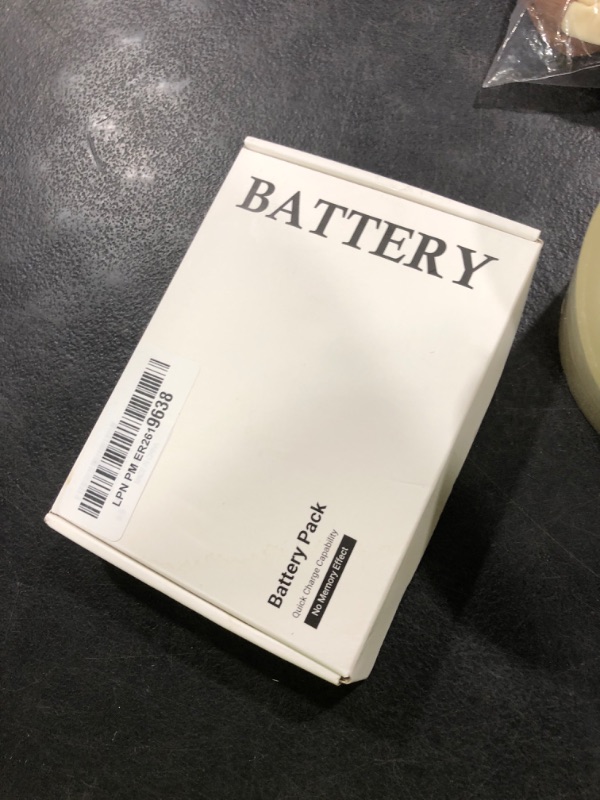 BATTERY
LPN PM ER2619638
Battery Pack
Quick Charge Capability
No Memory Effect